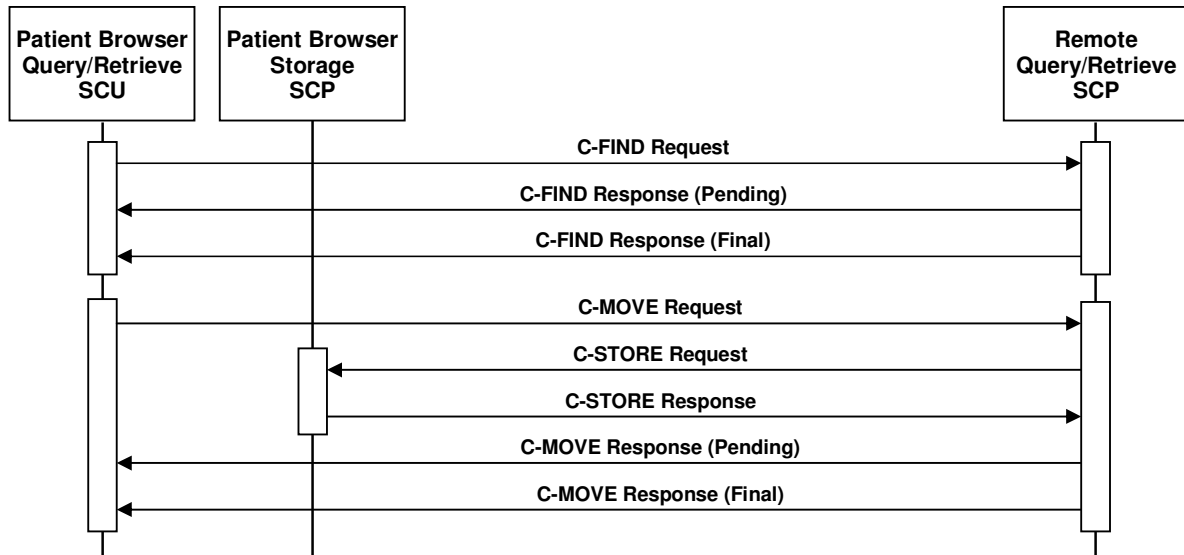 Patient Browser
Query/Retrieve
SCU
Patient Browser
Storage
SCP
Remote
Query/Retrieve
SCP
C-FIND Request
C-FIND Response (Pending)
C-FIND Response (Final)
C-MOVE Request
C-STORE Request
C-STORE Response
C-MOVE Response (Pending)
C-MOVE Response (Final)